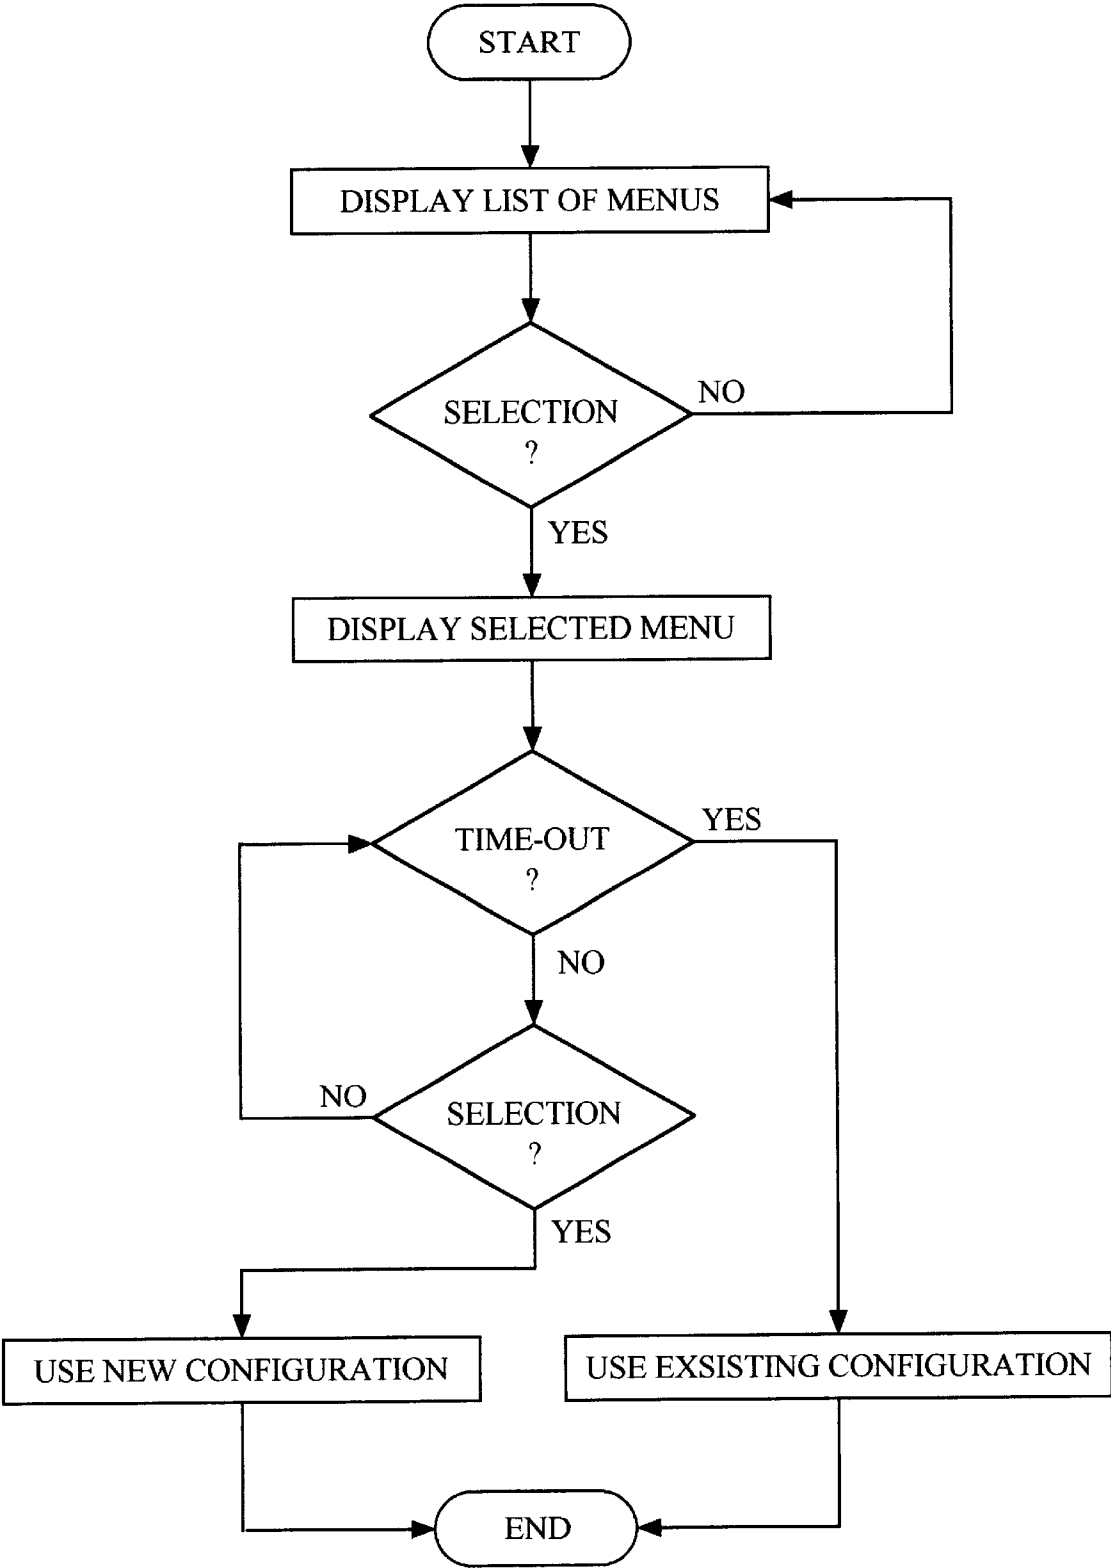 START
DISPLAY LIST OF MENUS
SELECTION
?
NO
YES
DISPLAY SELECTED MENU
TIME-OUT
?
YES
NO
SELECTION
?
NO
YES
USE NEW CONFIGURATION
USE EXSISTING CONFIGURATION
END